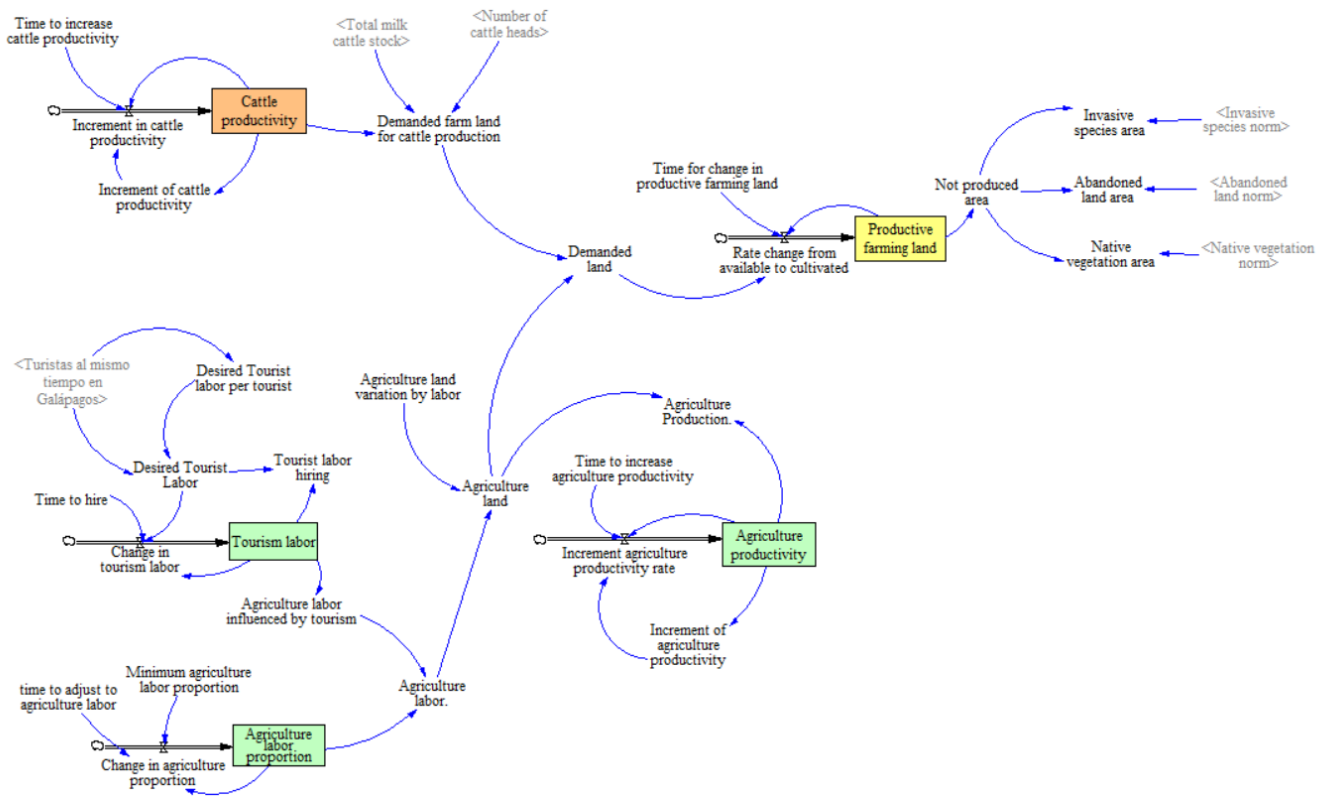 Time to increase
cattle productivity
<Total milk
cattle stock>
<Number of
cattle heads>
Cattle
productivity
Increment in cattle
productivity
Demanded farm land
for cattle production
Increment of cattle
productivity
Time for change in
productive farming land
Not produced
area
Invasive
species area
<Invasive
species norm>
Abandoned
land area
<Abandoned
land norm>
Native
vegetation area
<Native vegetation
norm>
Productive
farming land
Rate change from
available to cultivated
Demanded
land
<Turistas al mismo
tiempo en
Galápagos>
Desired Tourist
labor per tourist
Agriculture land
variation by labor
Agriculture
Production.
Desired Tourist
Labor
Tourist labor
hiring
Time to hire
Agriculture
land
Time to increase
agriculture productivity
Change in
tourism labor
Tourism labor
Increment agriculture
productivity rate
Agriculture
productivity
Agriculture labor
influenced by tourism
Increment of
agriculture
productivity
Minimum agriculture
labor proportion
time to adjust to
agriculture labor
Agriculture
labor.
Agriculture
labor
proportion
Change in agriculture
proportion